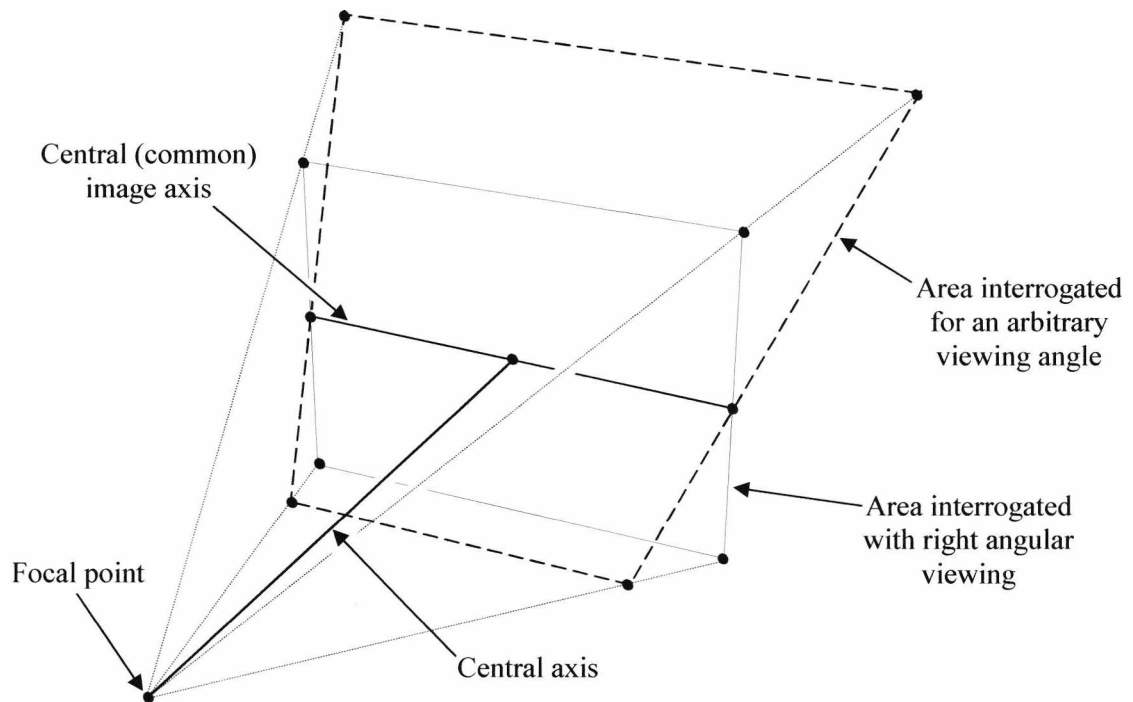 Central (common)
image axis
Area interrogated
for an arbitrary
viewing angle
Area interrogated
with right angular
viewing
Focal point
Central axis